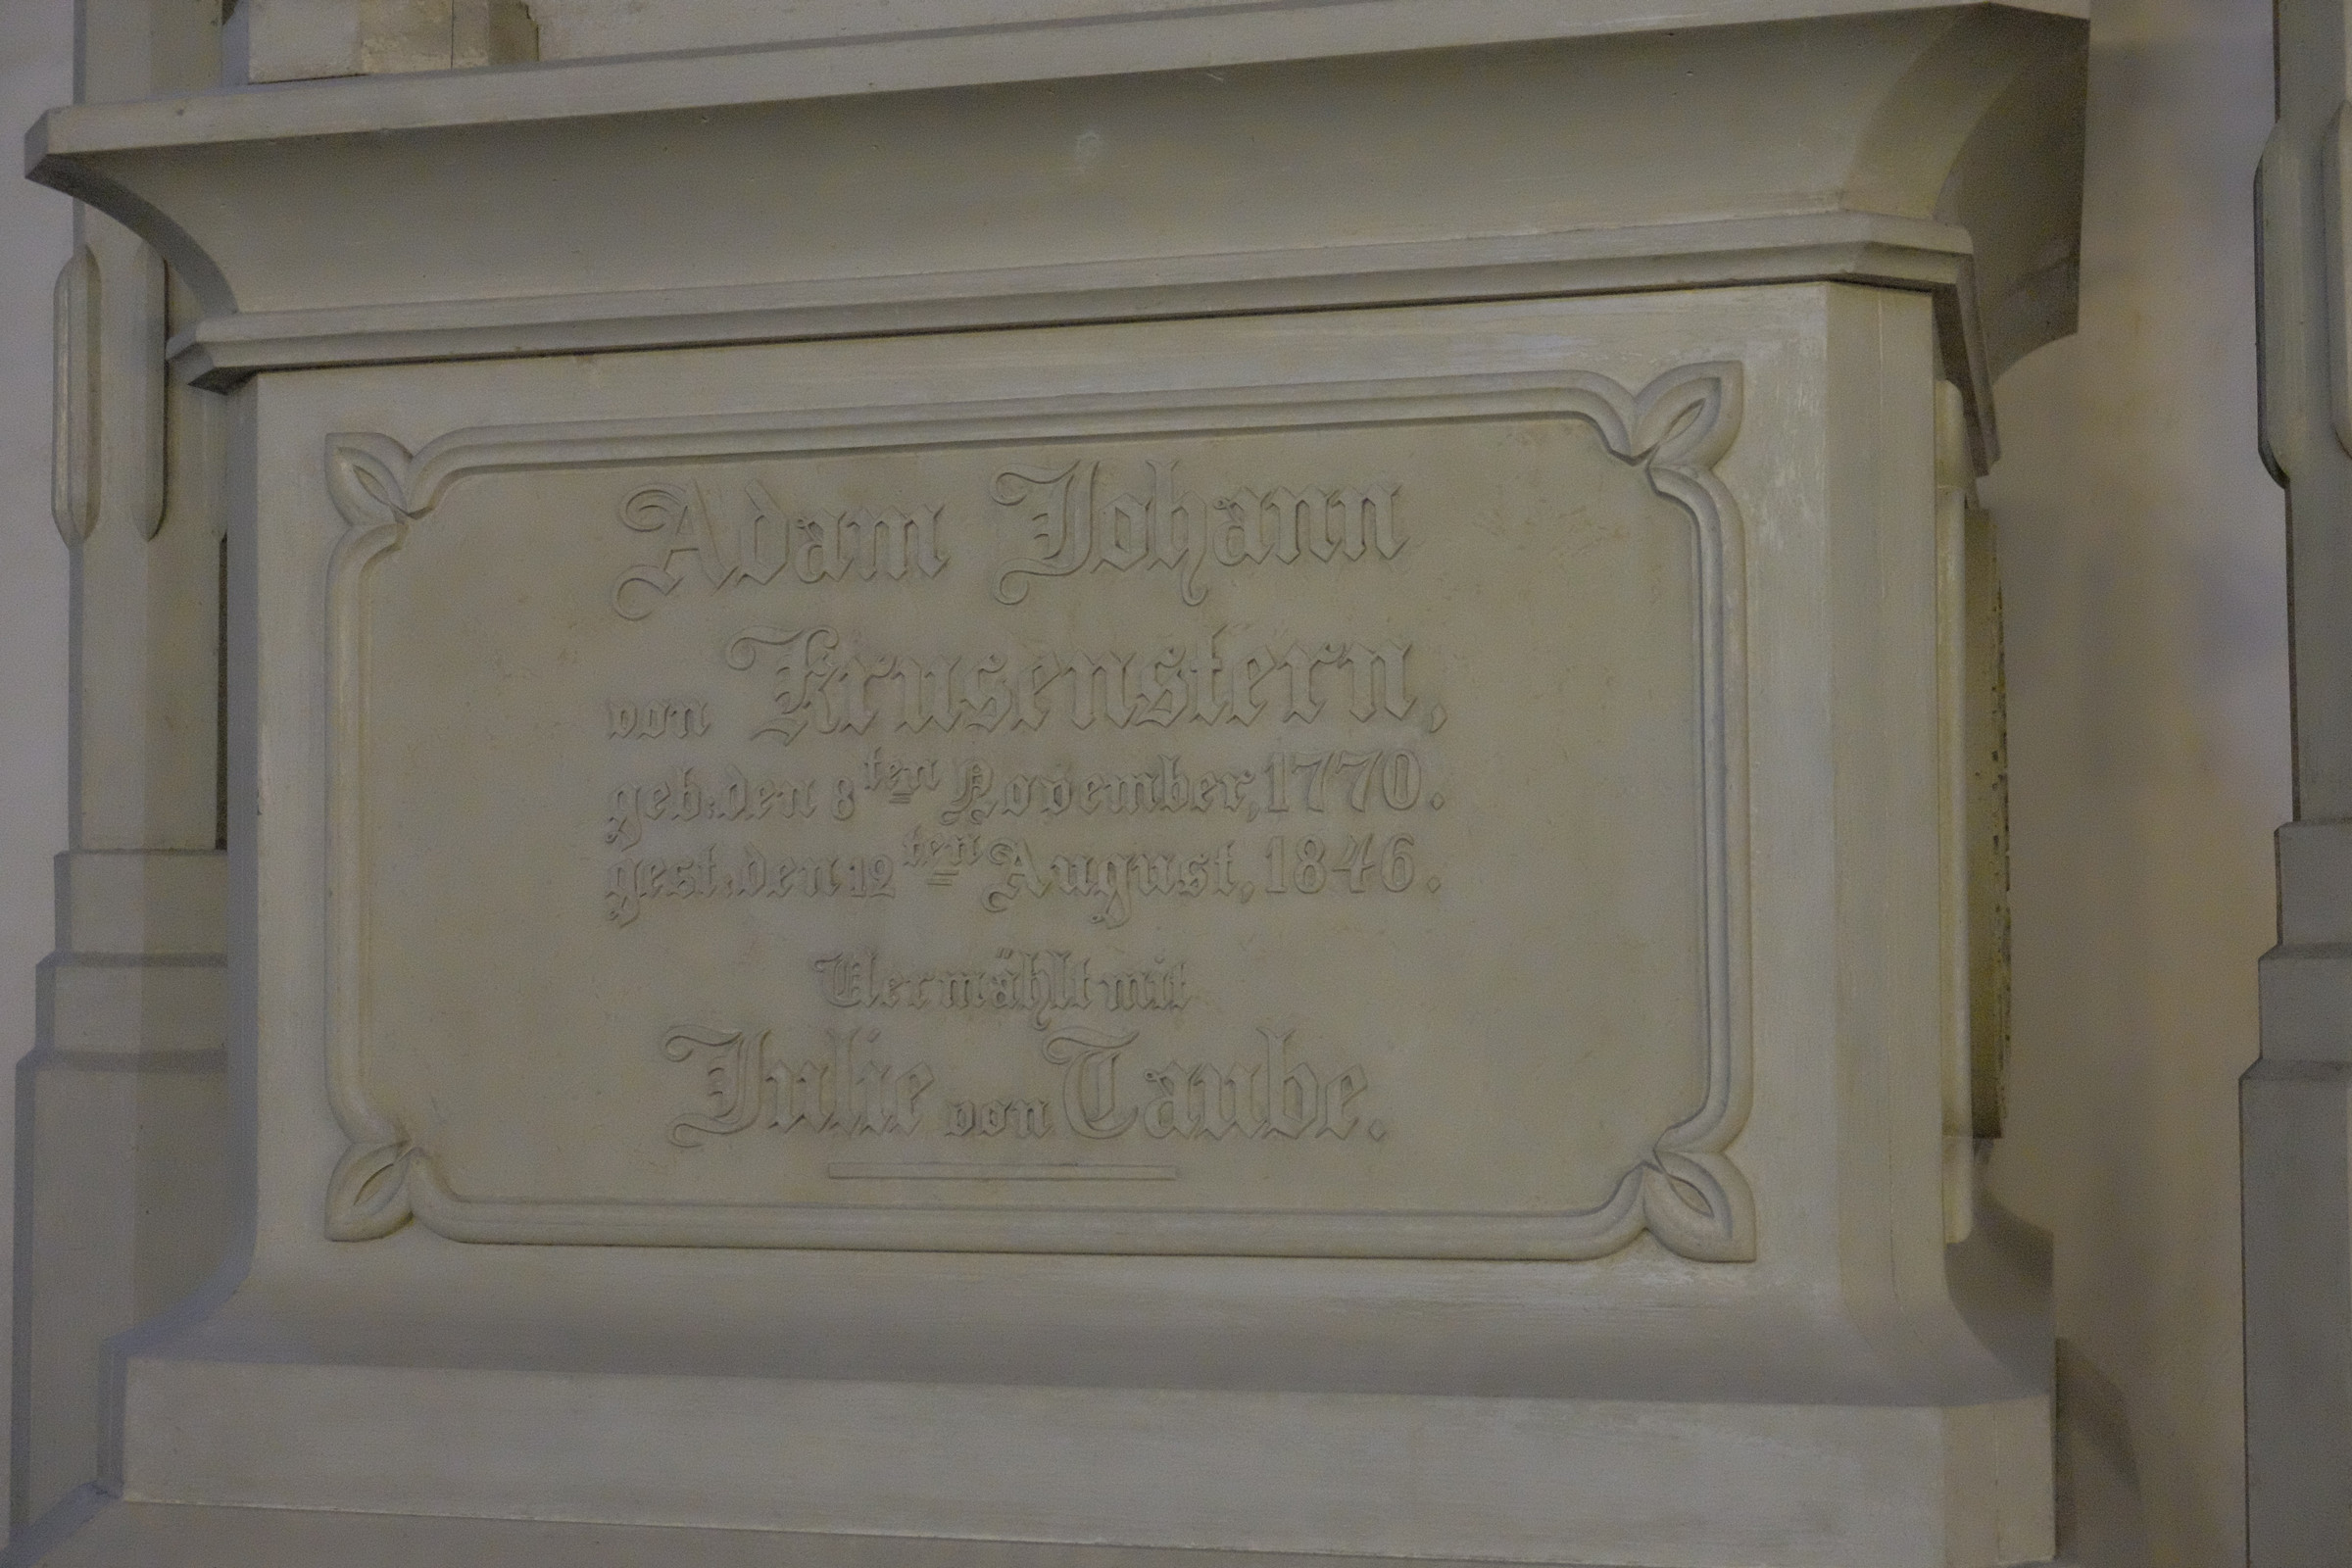 Adam Johann
von Krusenstern,
geb. den 8ten November, 1770.
gest. den 12ten August, 1846.
Vermählt mit
Julie von Taube.